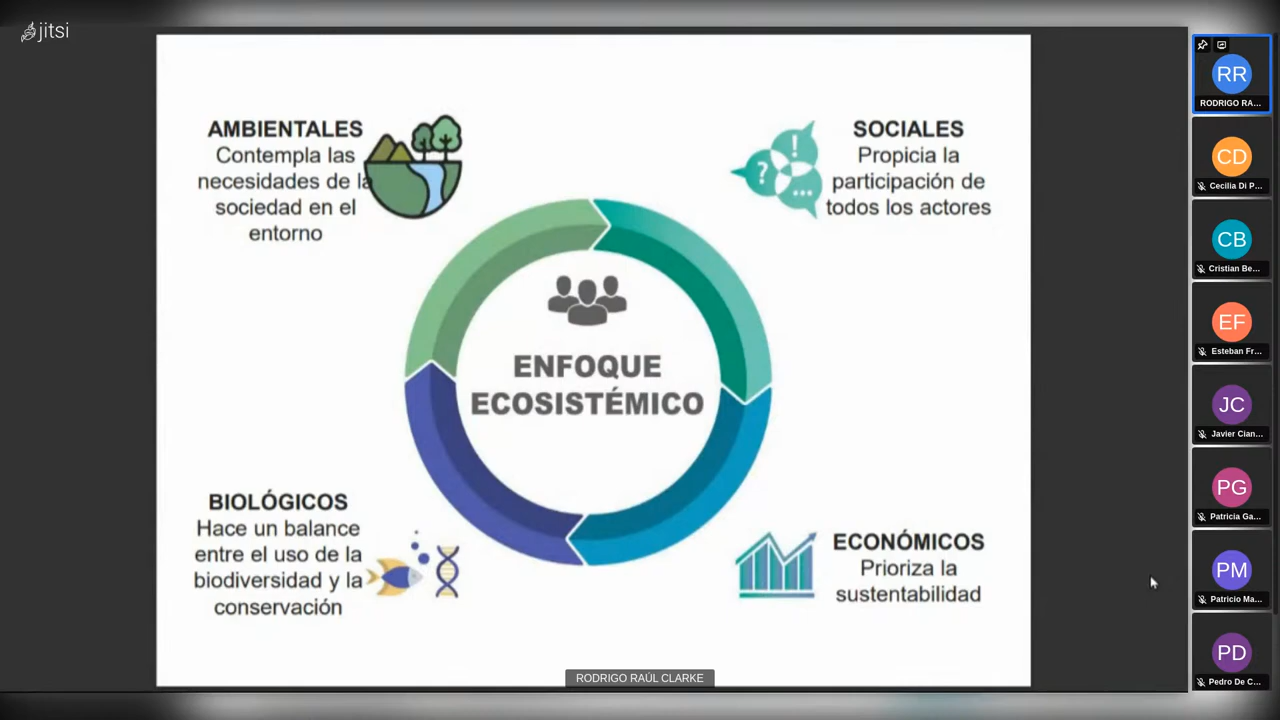 jitsi
AMBIENTALES
Contempla las
necesidades de la
sociedad en el
entorno
SOCIALES
Propicia la
participación de
todos los actores
?
!
...
ENFOQUE
ECOSISTÉMICO
BIOLÓGICOS
Hace un balance
entre el uso de la
biodiversidad y la
conservación
ECONÓMICOS
Prioriza la
sustentabilidad
RODRIGO RAÚL CLARKE
RR
RODRIGO RA...
CD
Cecilia Di P...
CB
Cristian Be...
EF
Esteban Fr...
JC
Javier Cian...
PG
Patricia Ga...
PM
Patricio Ma...
PD
Pedro De C...